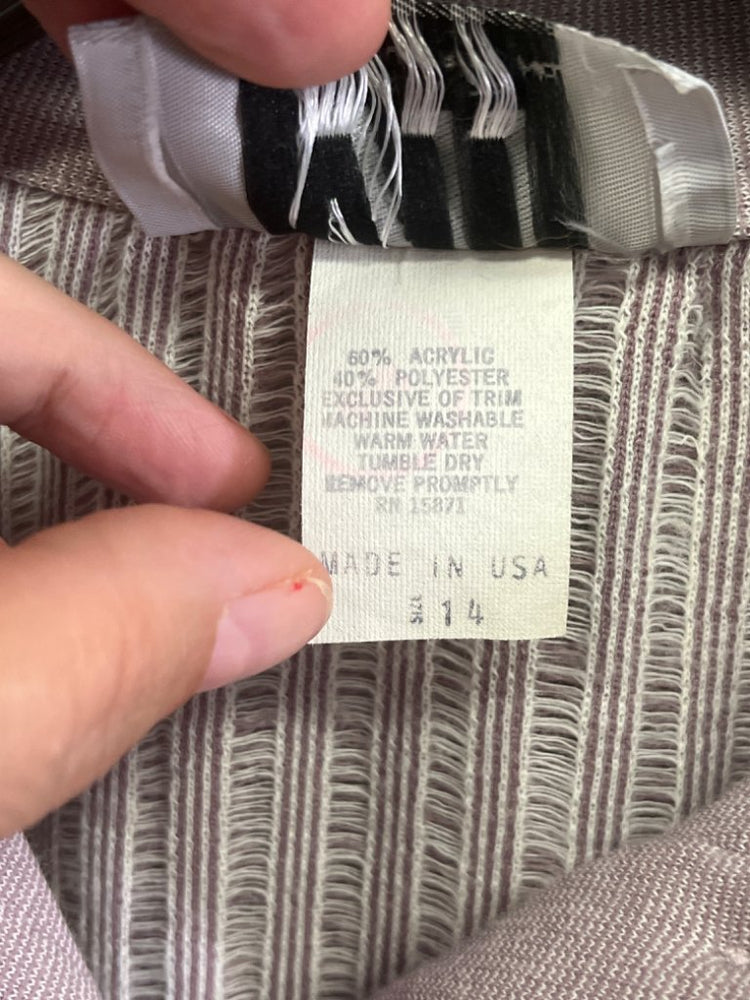 60% ACRYLIC
40% POLYESTER
EXCLUSIVE OF TRIM
MACHINE WASHABLE
WARM WATER
TUMBLE DRY
REMOVE PROMPTLY
RN 15871
MADE IN USA
SIZE 14